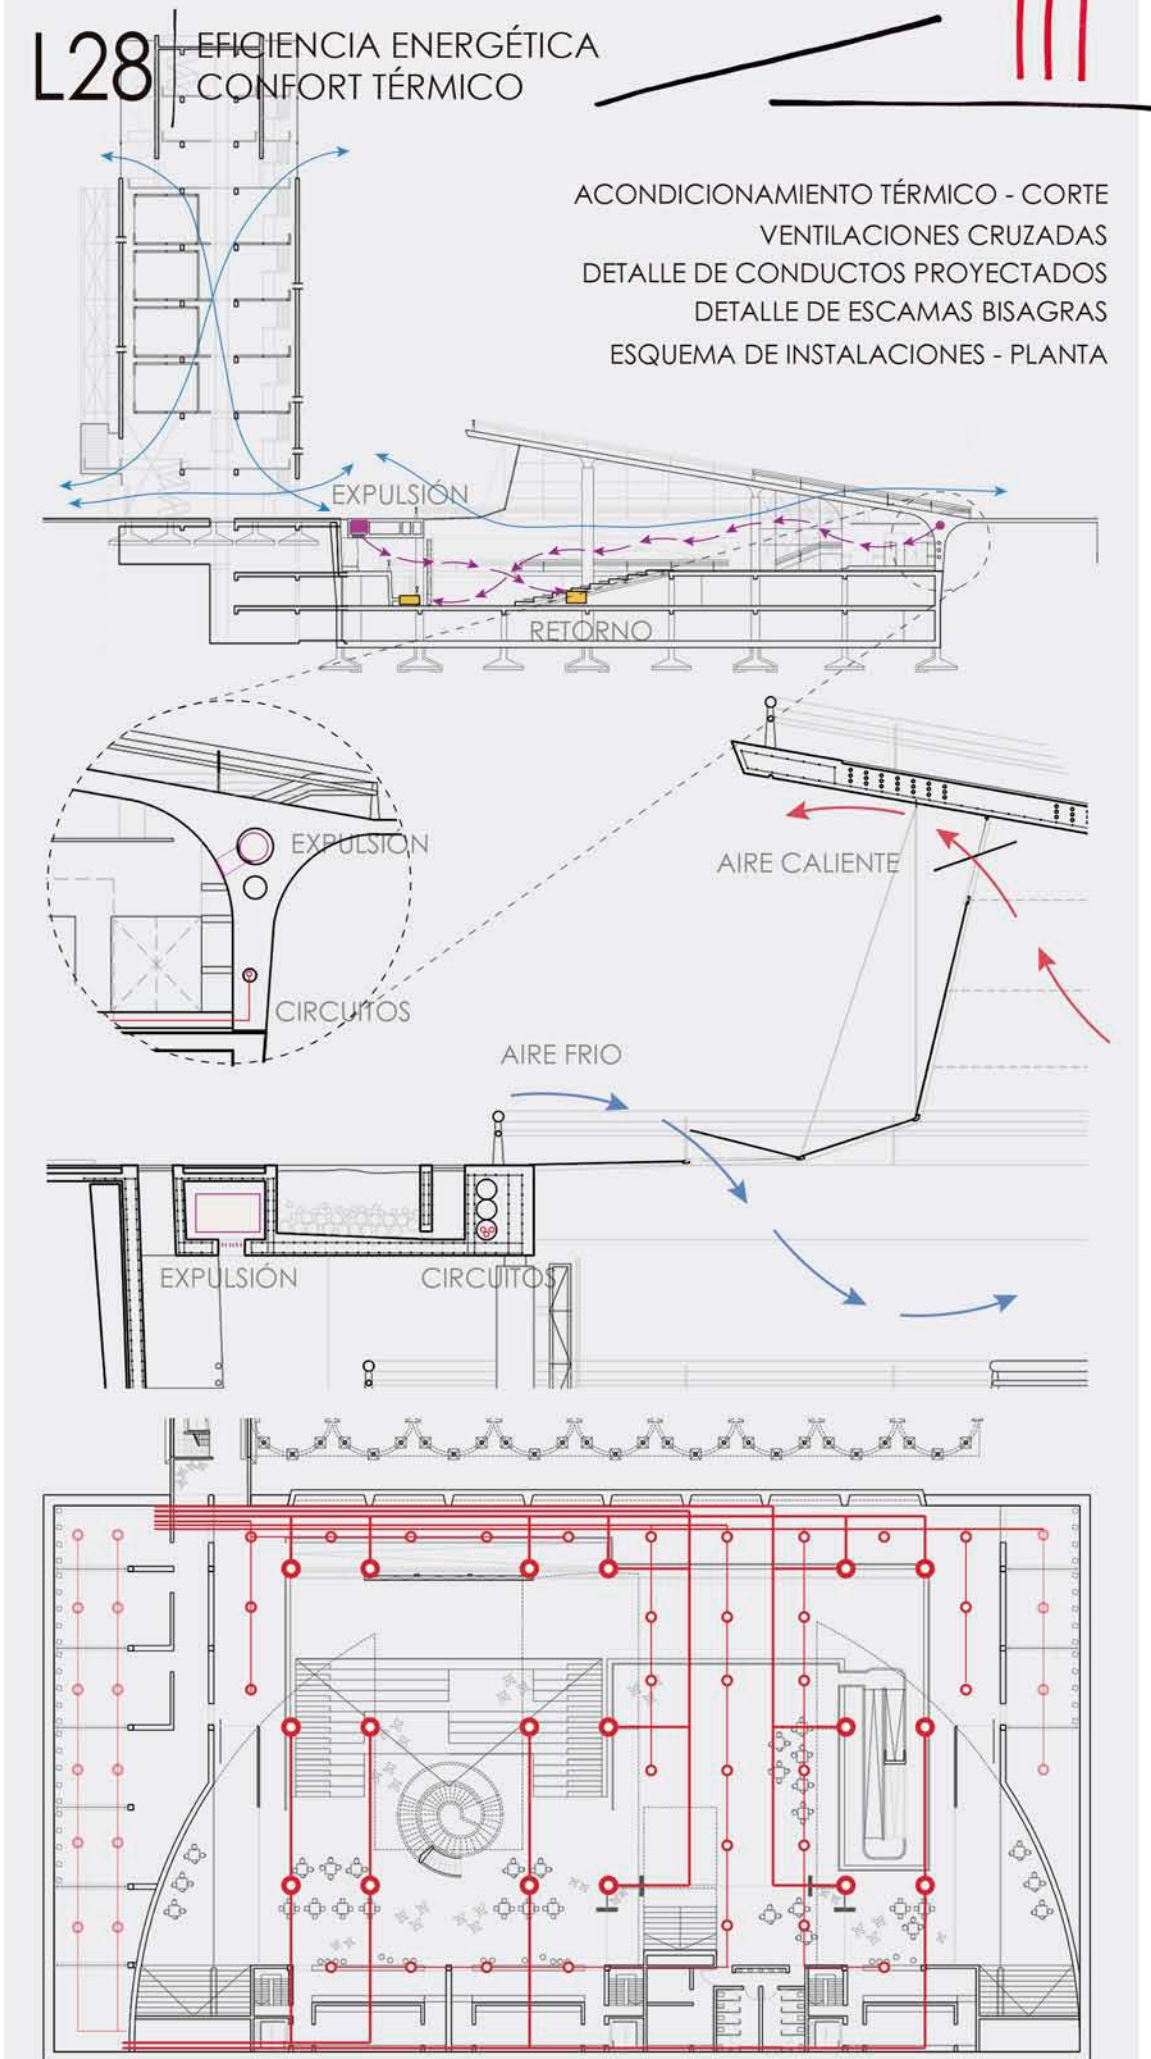 L28
EFICIENCIA ENERGÉTICA
CONFORT TÉRMICO
ACONDICIONAMIENTO TÉRMICO - CORTE
VENTILACIONES CRUZADAS
DETALLE DE CONDUCTOS PROYECTADOS
DETALLE DE ESCAMAS BISAGRAS
ESQUEMA DE INSTALACIONES - PLANTA
EXPULSIÓN
RETORNO
EXPULSIÓN
AIRE CALIENTE
CIRCUITOS
AIRE FRIO
EXPULSIÓN
CIRCUITOS